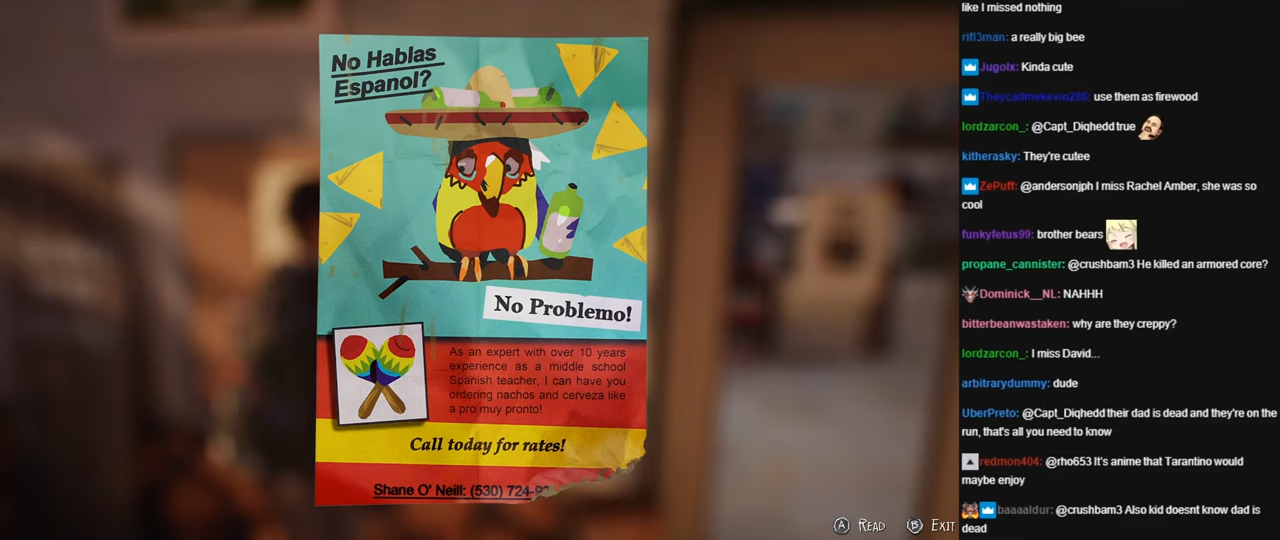 No Hablas
Espanol?
No Problemo!
As an expert with over 10 years
experience as a middle school
Spanish teacher, I can have you
ordering nachos and cerveza like
a pro muy pronto!
Call today for rates!
Shane O' Neill: (530) 724-
A READ B EXIT
like I missed nothing
rifl3man: a really big bee
Jugolx: Kinda cute
Theycallmekevin286: use them as firewood
lordzarcon_: @Capt_Diqhedd true
kitherasky: They're cutee
ZePuff: @andersonjph I miss Rachel Amber, she was so
cool
funkyfetus99: brother bears
propane_cannister: @crushbam3 He killed an armored core?
Dominick__NL: NAHHH
bitterbeanwastaken: why are they creppy?
lordzarcon_: I miss David...
arbitrarydummy: dude
UberPreto: @Capt_Diqhedd their dad is dead and they're on the
run, that's all you need to know
redmon404: @rho653 It's anime that Tarantino would
maybe enjoy
baaaaldur: @crushbam3 Also kid doesnt know dad is
dead